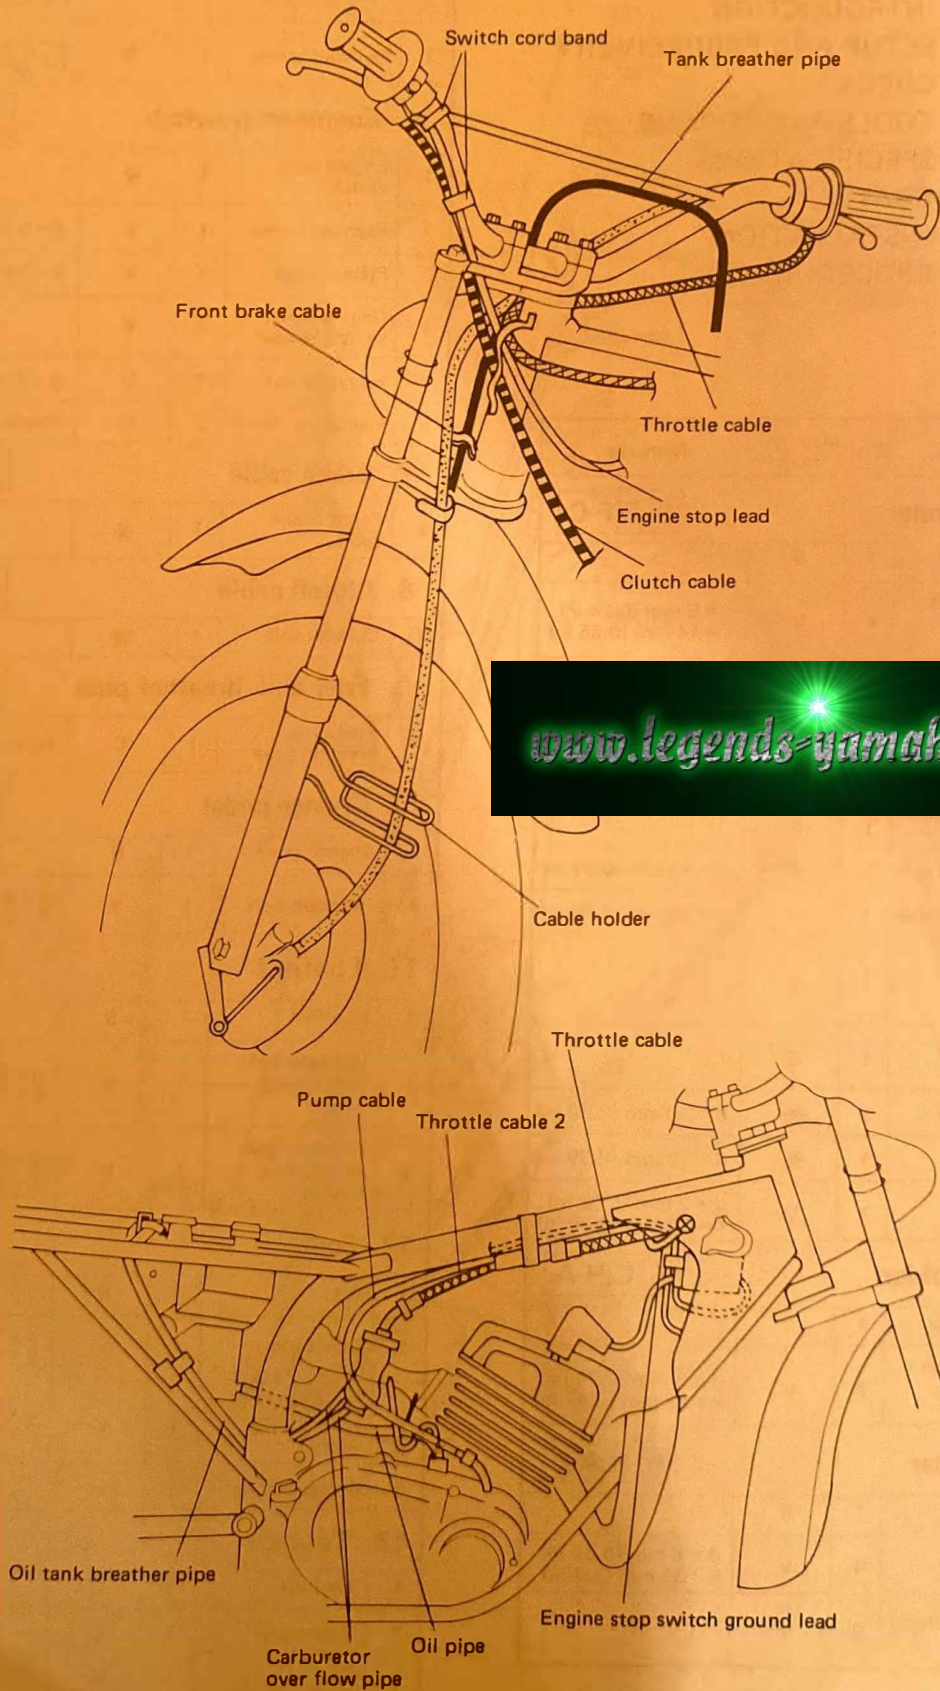 Switch cord band
Tank breather pipe
Front brake cable
Throttle cable
Engine stop lead
Clutch cable
www.legends-yamah
Cable holder
Throttle cable
Pump cable
Throttle cable 2
Oil tank breather pipe
Engine stop switch ground lead
Oil pipe
Carburetor
over flow pipe